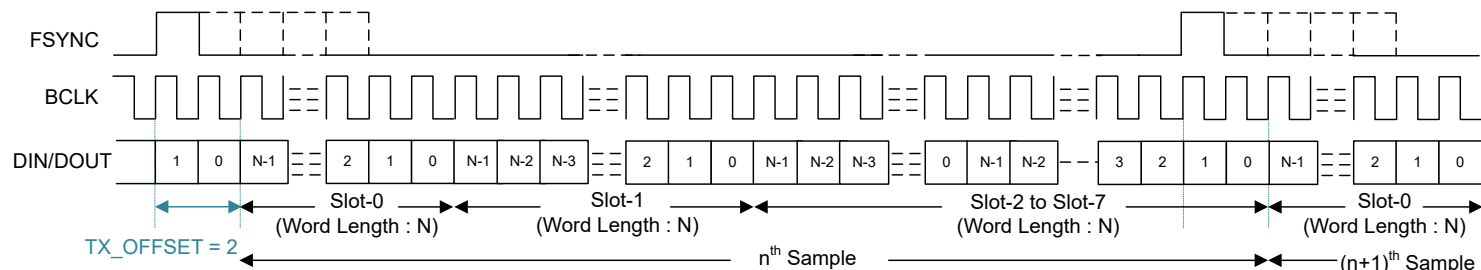 FSYNC
BCLK
DIN/DOUT
1 0 N-1 2 1 0 N-1 N-2 N-3 2 1 0 N-1 N-2 N-3 0 N-1 N-2 3 2 1 0 N-1 2 1 0
Slot-0 Slot-1 Slot-2 to Slot-7 Slot-0
(Word Length : N) (Word Length : N) (Word Length : N) (Word Length : N)
TX_OFFSET = 2
nth Sample (n+1)th Sample